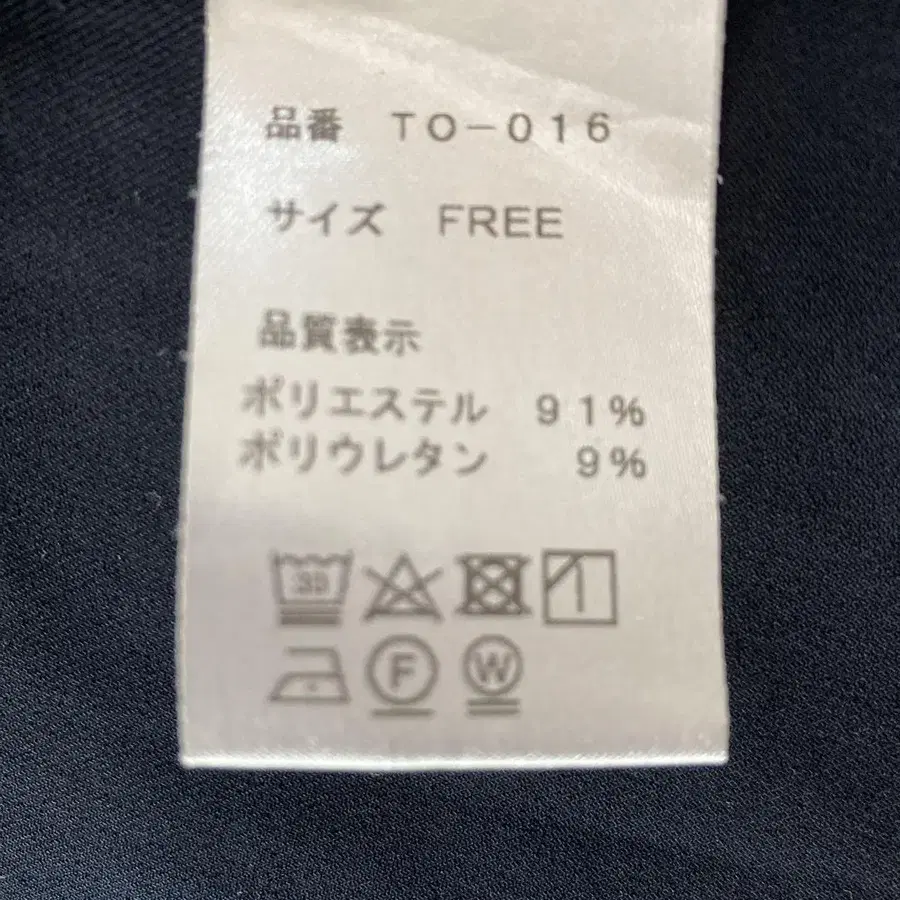 品番 TO-016
サイズ FREE
品質表示
ポリエステル 91%
ポリウレタン 9%
30
F W